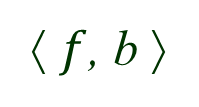 ⟨ f, b ⟩